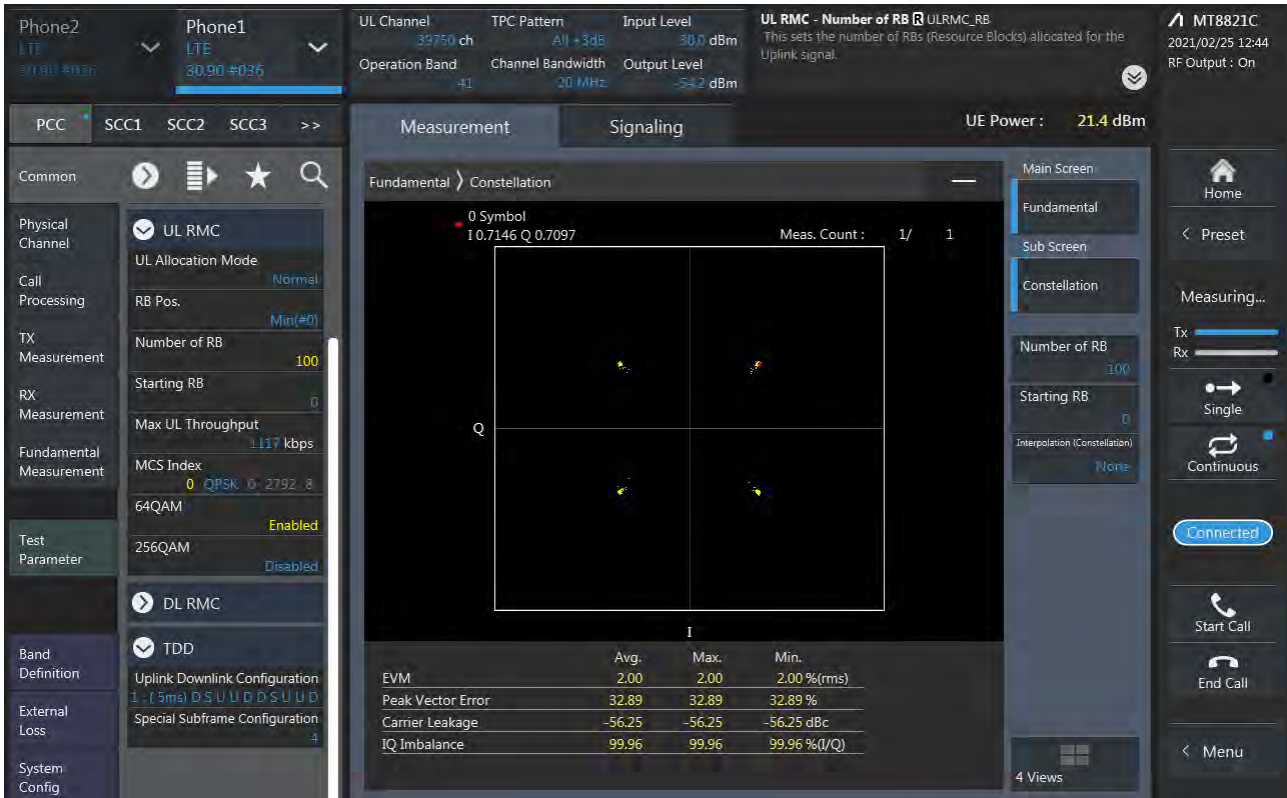 Phone2
LTE
30.90 #036
Phone1
LTE
30.90 #036
UL Channel
39750 ch
Operation Band
41
TPC Pattern
All +3dB
Channel Bandwidth
20 MHz
Input Level
30.0 dBm
Output Level
-54.2 dBm
UL RMC - Number of RB R ULRMC_RB
This sets the number of RBs (Resource Blocks) allocated for the
Uplink signal.
MT8821C
2021/02/25 12:44
RF Output : On
PCC
SCC1
SCC2
SCC3
>>
Measurement
Signaling
UE Power : 21.4 dBm
Common
Physical
Channel
Call
Processing
TX
Measurement
RX
Measurement
Fundamental
Measurement
Test
Parameter
Band
Definition
External
Loss
System
Config
UL RMC
UL Allocation Mode
Normal
RB Pos.
Min(#0)
Number of RB
100
Starting RB
0
Max UL Throughput
kbps
MCS Index
0 QPSK 0 2792 8
64QAM
Enabled
256QAM
Disabled
DL RMC
TDD
Uplink Downlink Configuration
1 : ( 5ms) D S U U D D S U U D
Special Subframe Configuration
4
Fundamental 〉 Constellation
0 Symbol
I 0.7146 Q 0.7097
Meas. Count : 1/ 1
Q
I
Avg. Max. Min.
EVM 2.00 2.00 2.00 %(rms)
Peak Vector Error 32.89 32.89 32.89 %
Carrier Leakage -56.25 -56.25 -56.25 dBc
IQ Imbalance 99.96 99.96 99.96 %(I/Q)
Main Screen
Fundamental
Sub Screen
Constellation
Number of RB
100
Starting RB
0
Interpolation (Constellation)
None
4 Views
Home
< Preset
Measuring...
Tx
Rx
Single
Continuous
Connected
Start Call
End Call
< Menu